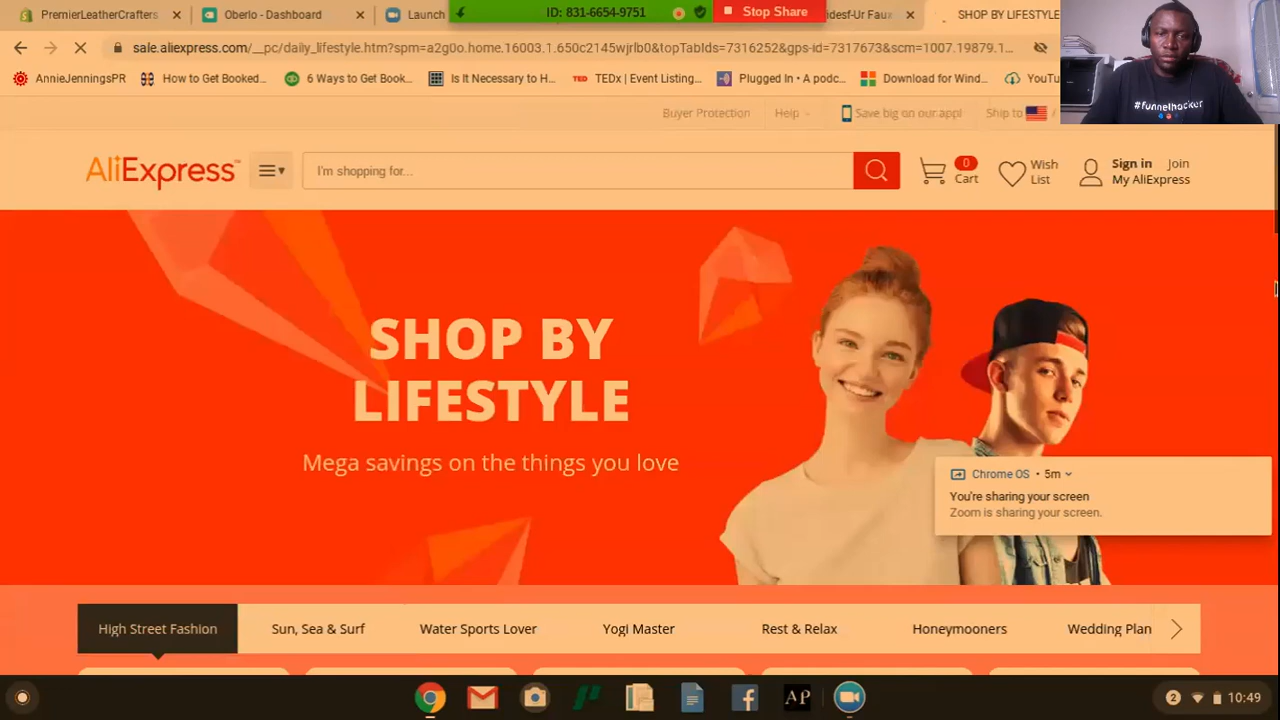 PremierLeatherCrafters
Oberlo - Dashboard
Launch
ID: 831-6654-9751
Stop Share
idesf-Ur Faux
SHOP BY LIFESTYLE
sale.aliexpress.com/__pc/daily_lifestyle.htm?spm=a2g0o.home.16003.1.650c2145wjrlb0&topTabIds=7316252&gps-id=7317673&scm=1007.19879.1...
AnnieJenningsPR
How to Get Booked...
6 Ways to Get Book...
Is It Necessary to H...
TED
TEDx | Event Listing...
Plugged In • A podc...
Download for Wind...
YouTu
#funnelhacker
Buyer Protection
Help
Save big on our app!
Ship to
AliExpress™
I'm shopping for...
0
Cart
Wish
List
Sign in Join
My AliExpress
SHOP BY
LIFESTYLE
Mega savings on the things you love
Chrome OS • 5m
You're sharing your screen
Zoom is sharing your screen.
High Street Fashion
Sun, Sea & Surf
Water Sports Lover
Yogi Master
Rest & Relax
Honeymooners
Wedding Plan
AP
2
10:49